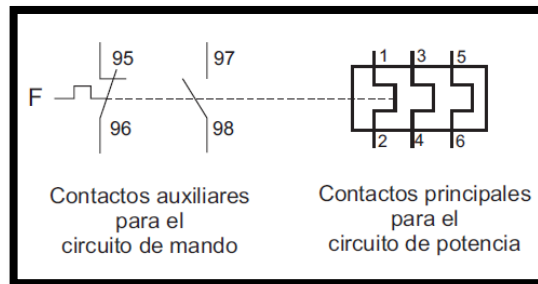 95 97 1 3 5
F
96 98 2 4 6
Contactos auxiliares
para el
circuito de mando
Contactos principales
para el
circuito de potencia